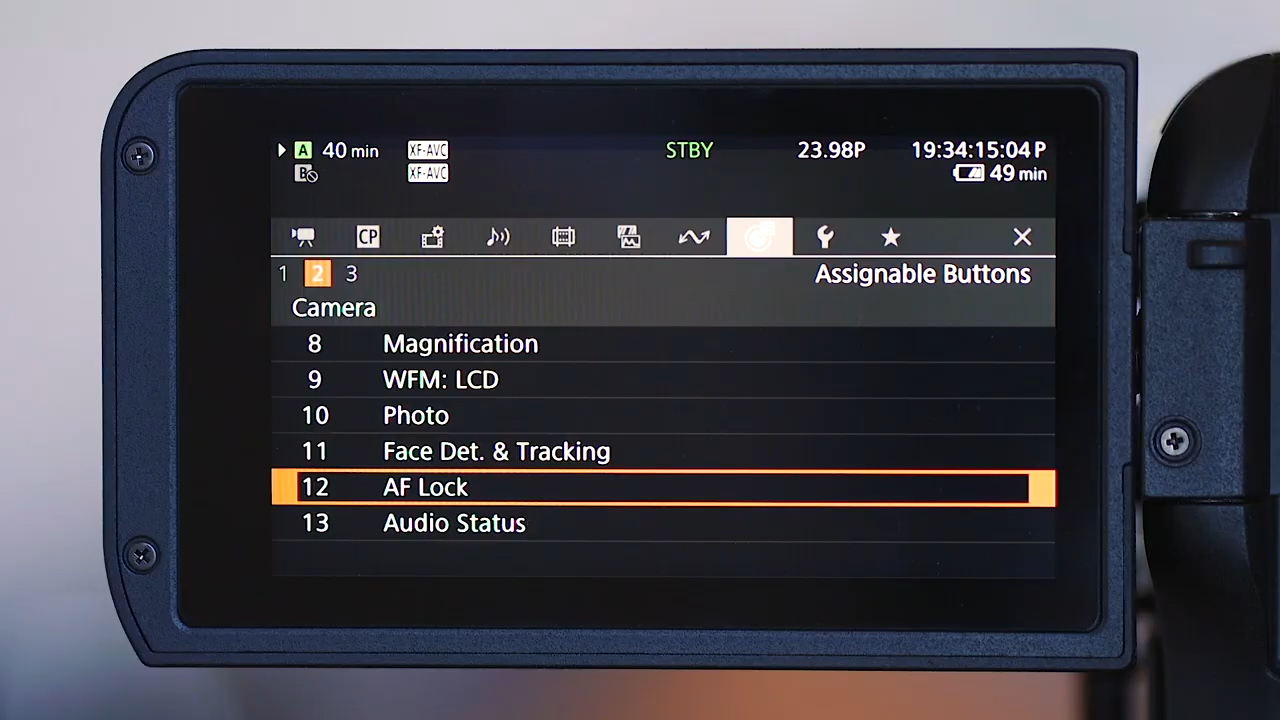 A 40 min XF-AVC STBY 23.98P 19:34:15:04 P
B XF-AVC 49 min
CP
1 2 3 Assignable Buttons
Camera
8 Magnification
9 WFM: LCD
10 Photo
11 Face Det. & Tracking
12 AF Lock
13 Audio Status